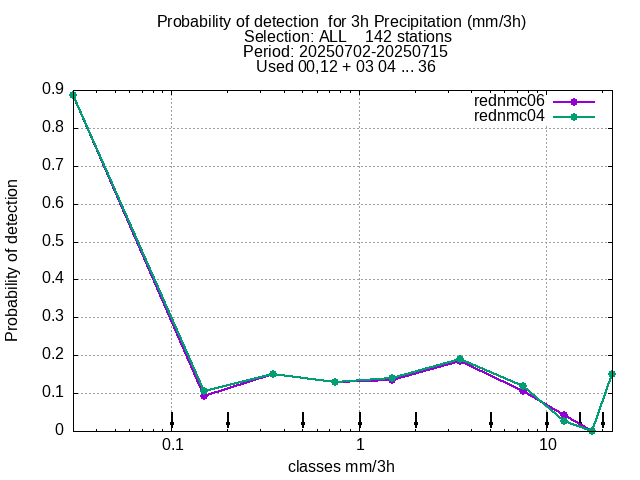 Probability of detection  for 3h Precipitation (mm/3h)
Selection: ALL    142 stations
Period: 20250702-20250715
Used 00,12 + 03 04 ... 36
rednmc06
rednmc04
0.9
0.8
0.7
0.6
0.5
0.4
0.3
0.2
0.1
0
Probability of detection
0.1 1 10
classes mm/3h